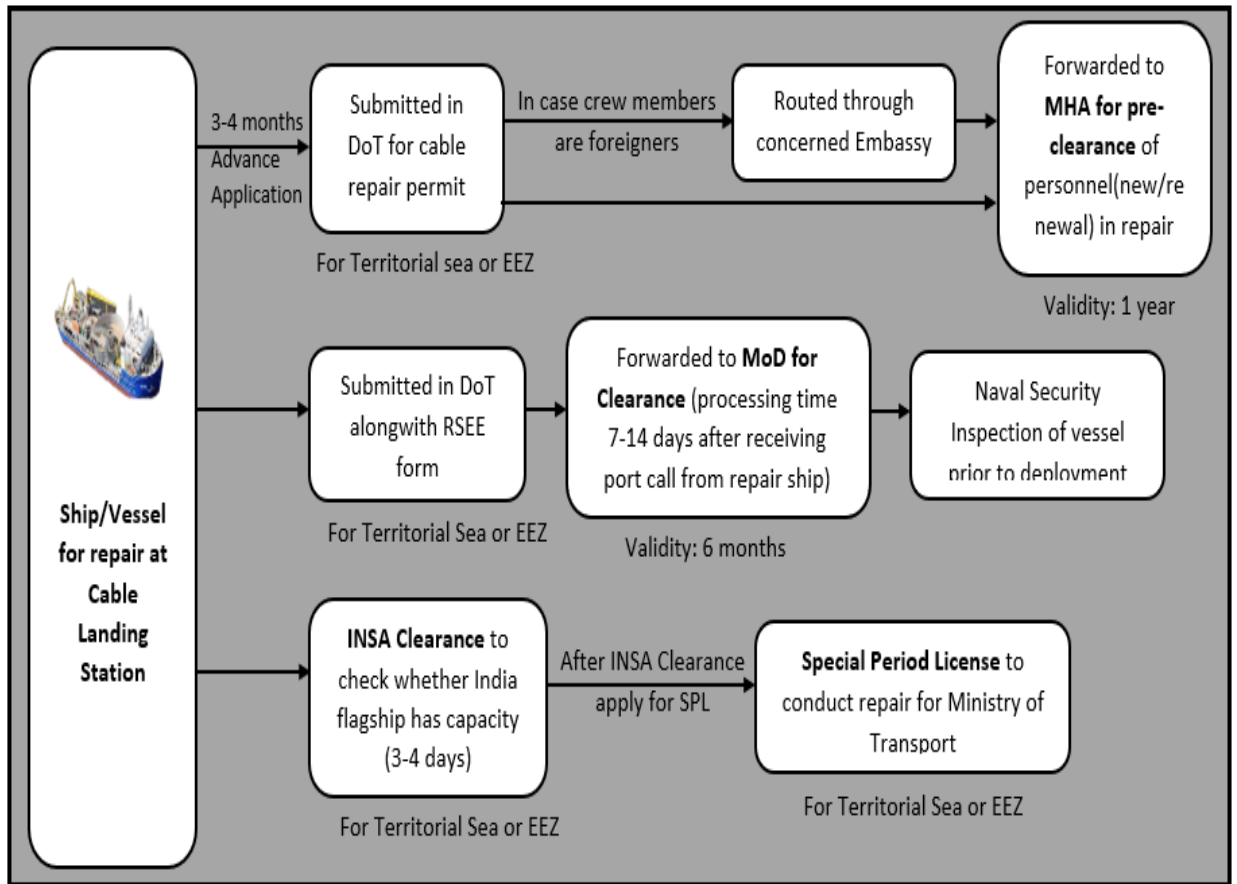 Ship/Vessel
for repair at
Cable
Landing
Station
3-4 months
Advance
Application
Submitted in
DoT for cable
repair permit
For Territorial sea or EEZ
In case crew members
are foreigners
Routed through
concerned Embassy
Forwarded to
MHA for pre-
clearance of
personnel(new/re
newal) in repair
Validity: 1 year
Submitted in DoT
alongwith RSEE
form
For Territorial Sea or EEZ
Forwarded to MoD for
Clearance (processing time
7-14 days after receiving
port call from repair ship)
Validity: 6 months
Naval Security
Inspection of vessel
prior to deployment
INSA Clearance to
check whether India
flagship has capacity
(3-4 days)
For Territorial Sea or EEZ
After INSA Clearance
apply for SPL
Special Period License to
conduct repair for Ministry of
Transport
For Territorial Sea or EEZ